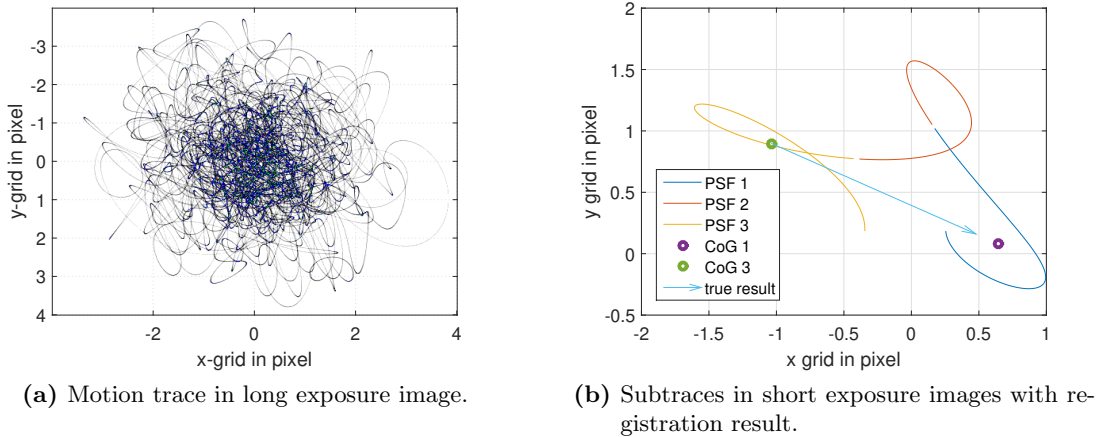 -3
-2
-1
0
1
2
3
4
y-grid in pixel
-2
0
2
4
x-grid in pixel
(a) Motion trace in long exposure image.
2
1.5
1
0.5
0
-0.5
y grid in pixel
PSF 1
PSF 2
PSF 3
CoG 1
CoG 3
true result
-2
-1.5
-1
-0.5
0
0.5
1
x grid in pixel
(b) Subtraces in short exposure images with re-
gistration result.